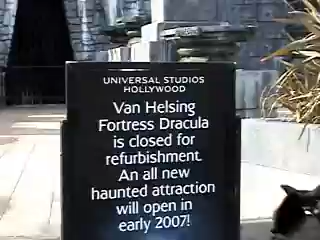 UNIVERSAL STUDIOS
HOLLYWOOD
Van Helsing
Fortress Dracula
is closed for
refurbishment.
An all new
haunted attraction
will open in
early 2007!